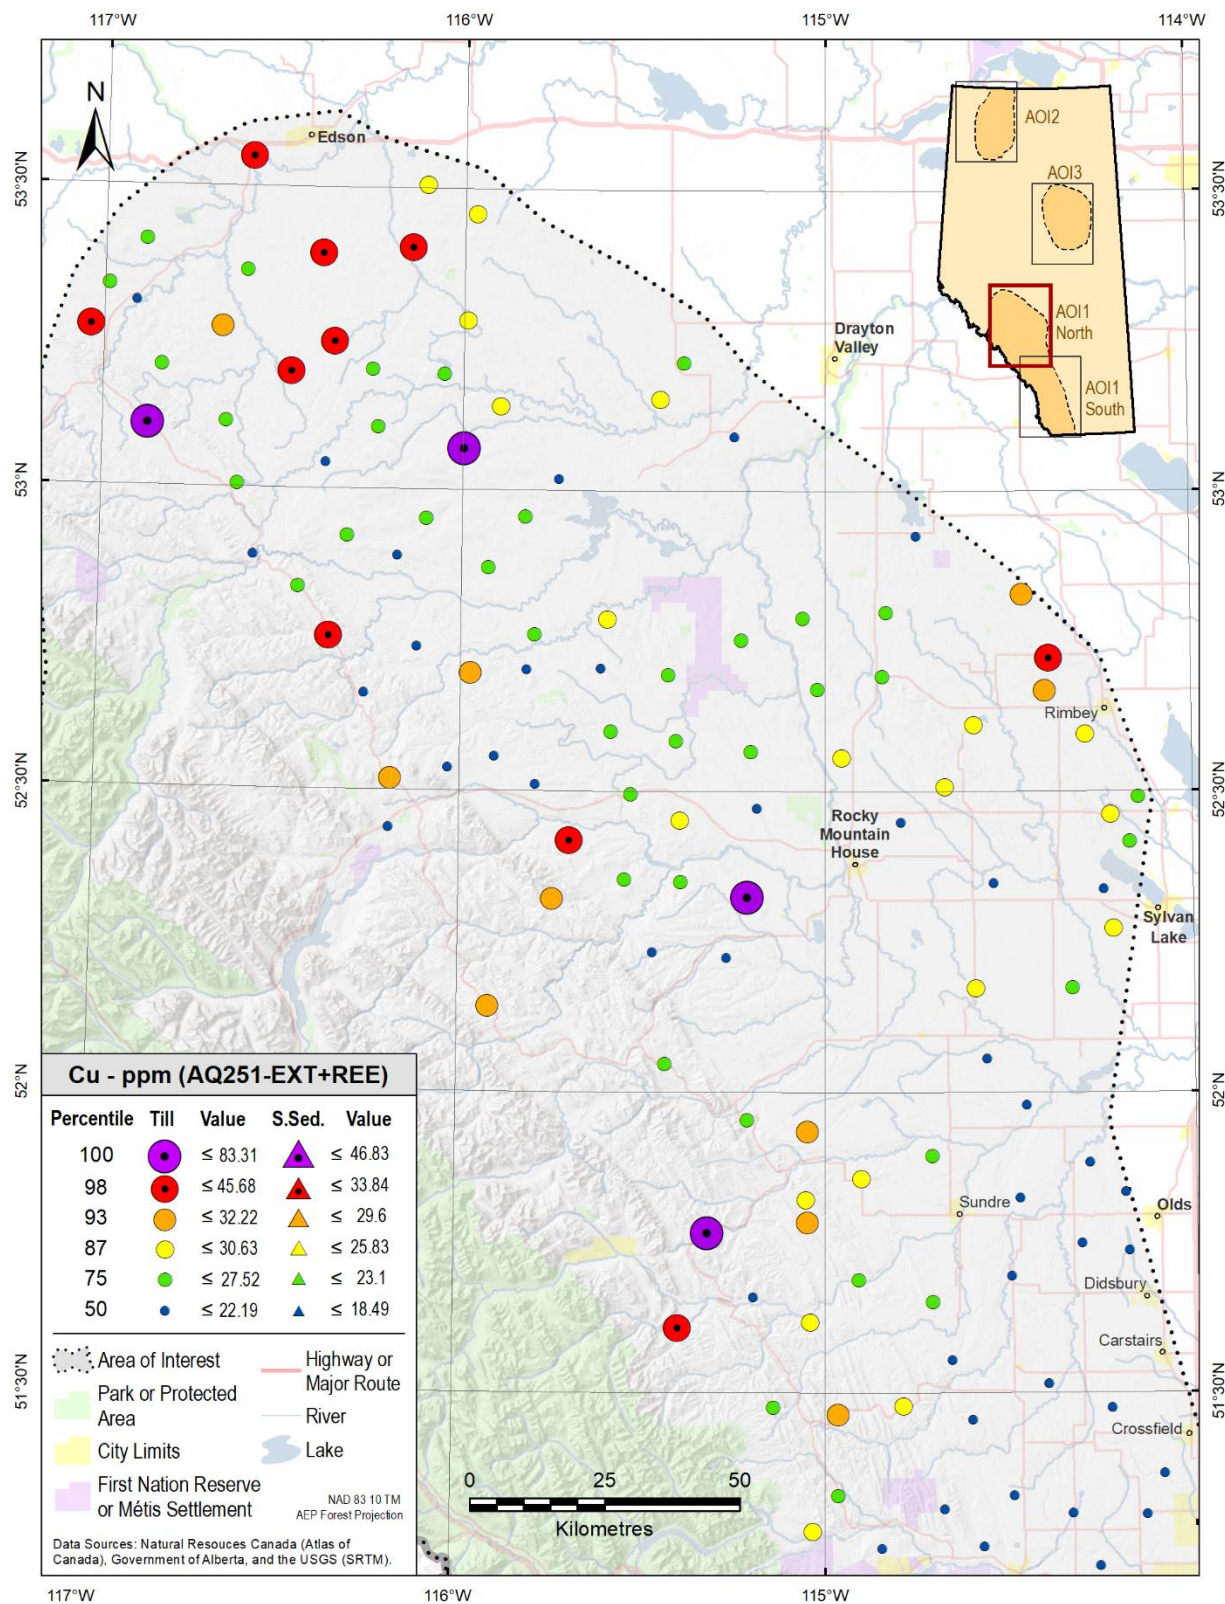 117°W 116°W 115°W 114°W
N
Edson
AOI2
AOI3
AOI1
North
AOI1
South
53°30'N
53°30'N
Drayton
Valley
53°N
53°N
Rimbey
52°30'N
52°30'N
Rocky
Mountain
House
Sylvan
Lake
52°N
52°N
Sundre
Olds
Didsbury
Carstairs
51°30'N
51°30'N
Crossfield
Cu - ppm (AQ251-EXT+REE)
Percentile Till Value S.Sed. Value
100 ≤ 83.31 ≤ 46.83
98 ≤ 45.68 ≤ 33.84
93 ≤ 32.22 ≤ 29.6
87 ≤ 30.63 ≤ 25.83
75 ≤ 27.52 ≤ 23.1
50 ≤ 22.19 ≤ 18.49
Area of Interest
Park or Protected
Area
City Limits
First Nation Reserve
or Métis Settlement
Highway or
Major Route
River
Lake
NAD 83 10 TM
AEP Forest Projection
Data Sources: Natural Resouces Canada (Atlas of
Canada), Government of Alberta, and the USGS (SRTM).
0 25 50
Kilometres
117°W 116°W 115°W